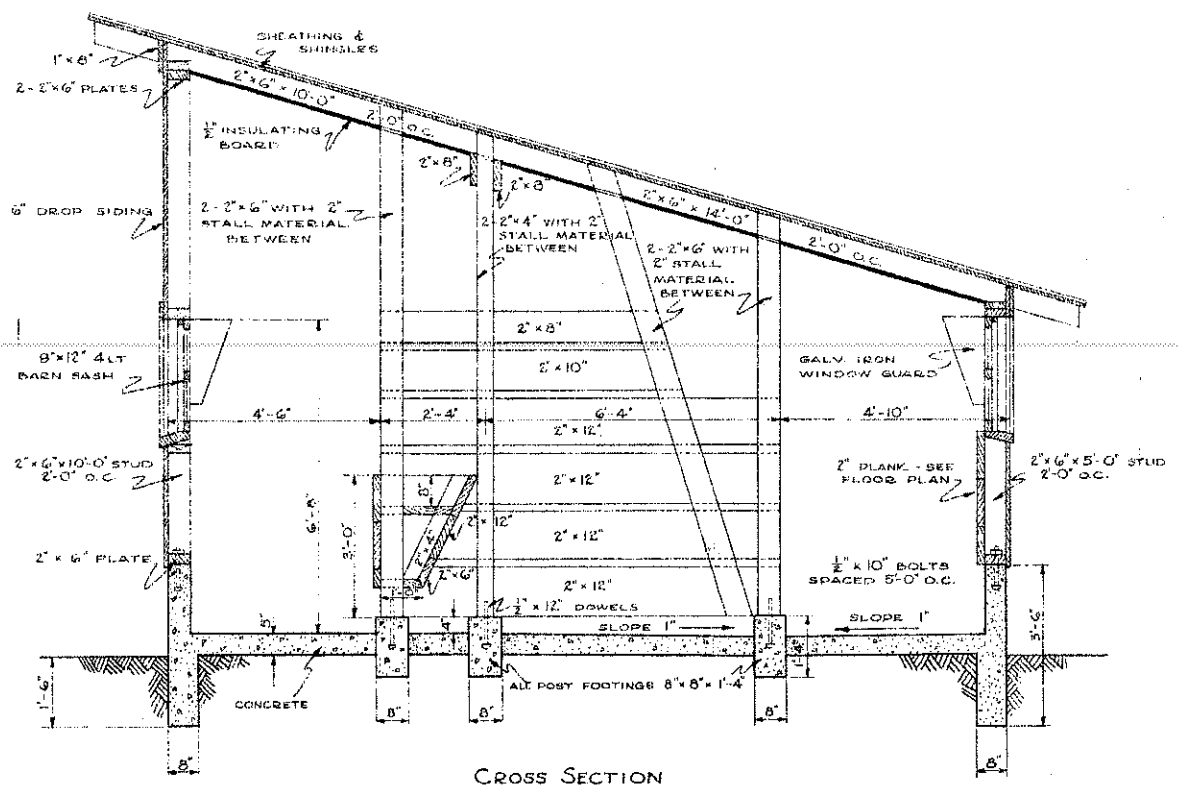 SHEATHING &
SHINGLES
1" × 8"
2 - 2"×6" PLATES
2"×6" × 10'-0"
2'-0" O.C.
½" INSULATING
BOARD
2"×8"
2"×8"
6" DROP SIDING
2 - 2"×6" WITH 2"
STALL MATERIAL
BETWEEN
2 - 2"×4" WITH 2"
STALL MATERIAL
BETWEEN
2"×6" × 14'-0"
2'-0" O.C.
2 - 2"×6" WITH
2" STALL
MATERIAL
BETWEEN
2" × 8"
8"×12" 4 LT
BARN SASH
2" × 10"
GALV. IRON
WINDOW GUARD
4'-6"
2'-4"
6'-4"
4'-10"
2" × 12"
2"×6"×10'-0" STUD
2'-0" O.C.
2" PLANK - SEE
FLOOR PLAN
2"×6"×5'-0" STUD
2'-0" O.C.
6'-8"
3'-0"
8"
2" × 12"
2" × 12"
2"×4"
2" × 12"
2" × 6" PLATE
2"×6"
2" × 12"
½" × 10" BOLTS
SPACED 5'-0" O.C.
½" × 12" DOWELS
5"
4"
SLOPE 1"
SLOPE 1"
3'-6"
1'-4"
1'-6"
CONCRETE
ALL POST FOOTINGS 8"×8"×1'-4"
8"
8"
8"
8"
8"
CROSS SECTION